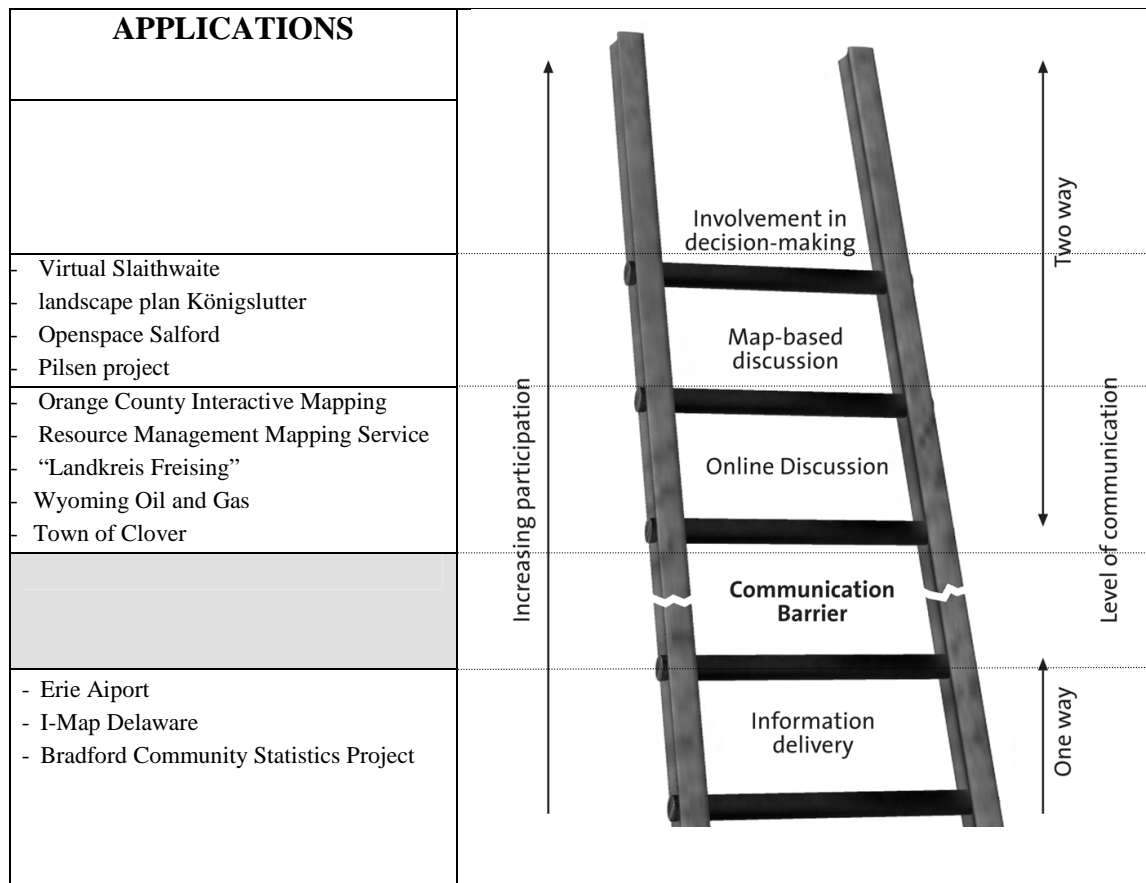 APPLICATIONS
- Virtual Slaithwaite
- landscape plan Königslutter
- Openspace Salford
- Pilsen project
- Orange County Interactive Mapping
- Resource Management Mapping Service
- “Landkreis Freising”
- Wyoming Oil and Gas
- Town of Clover
- Erie Aiport
- I-Map Delaware
- Bradford Community Statistics Project
Increasing participation
Involvement in
decision-making
Map-based
discussion
Online Discussion
Communication
Barrier
Information
delivery
Two way
One way
Level of communication